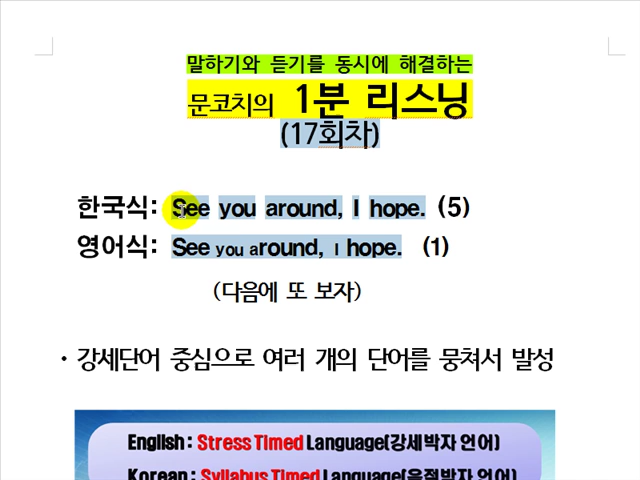 말하기와 듣기를 동시에 해결하는
문코치의 1분 리스닝
(17회차)
한국식: See you around, I hope. (5)
영어식: See you around, I hope. (1)
(다음에 또 보자)
• 강세단어 중심으로 여러 개의 단어를 뭉쳐서 발성
English : Stress Timed Language(강세박자 언어)
Korean : Syllabus Timed Language(음절박자 언어)